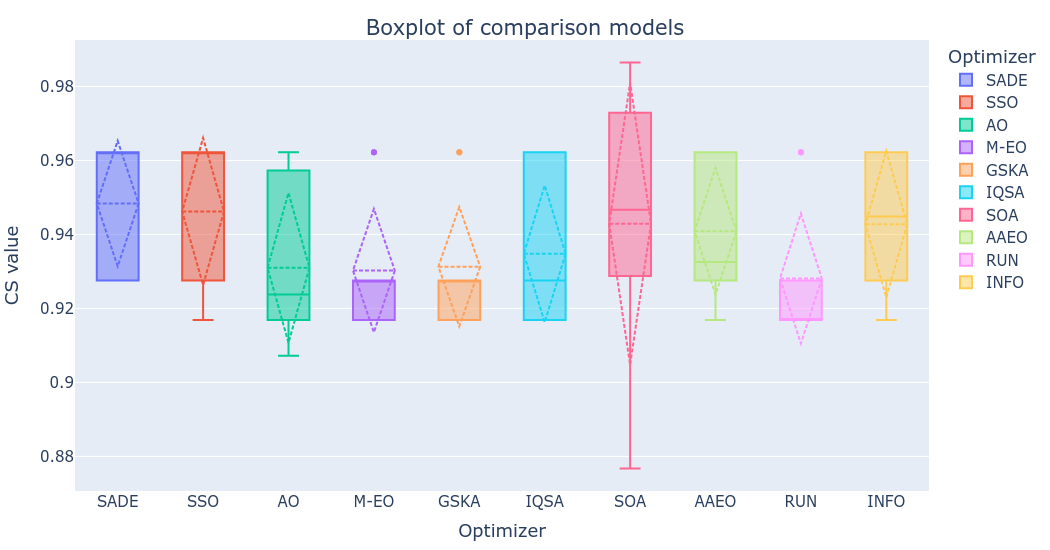 Boxplot of comparison models
CS value
0.98
0.96
0.94
0.92
0.9
0.88
SADE
SSO
AO
M-EO
GSKA
IQSA
SOA
AAEO
RUN
INFO
Optimizer
Optimizer
SADE
SSO
AO
M-EO
GSKA
IQSA
SOA
AAEO
RUN
INFO